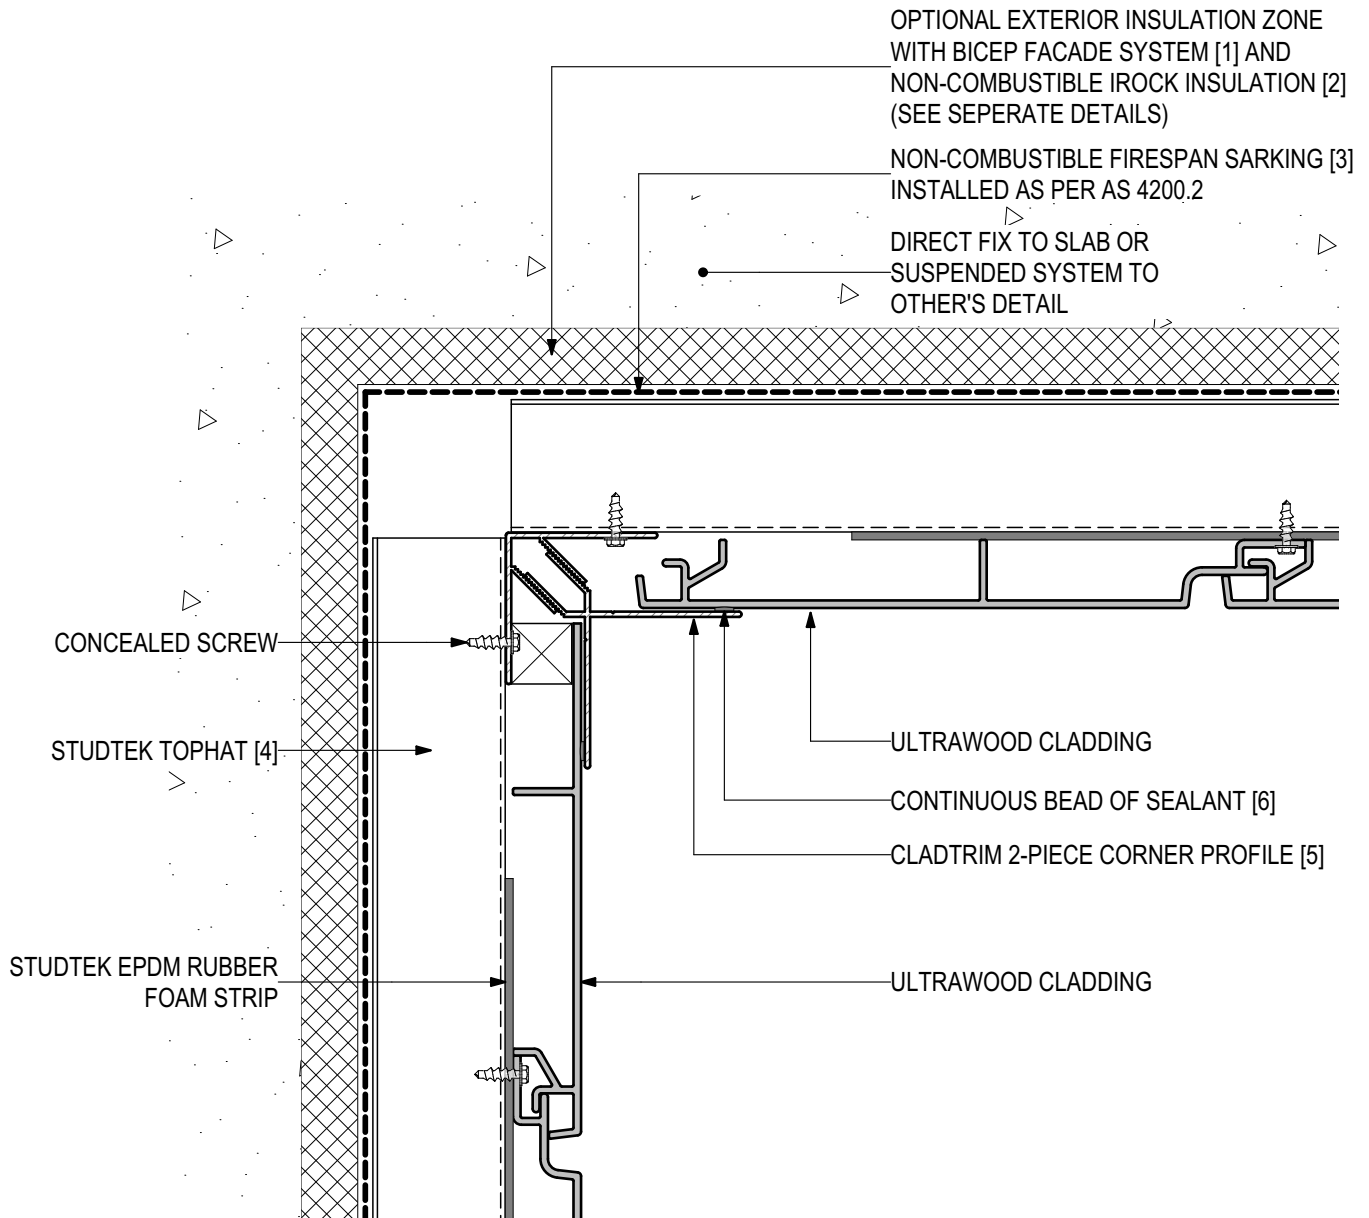 OPTIONAL EXTERIOR INSULATION ZONE
WITH BICEP FACADE SYSTEM [1] AND
NON-COMBUSTIBLE IROCK INSULATION [2]
(SEE SEPERATE DETAILS)
NON-COMBUSTIBLE FIRESPAN SARKING [3]
INSTALLED AS PER AS 4200.2
DIRECT FIX TO SLAB OR
SUSPENDED SYSTEM TO
OTHER'S DETAIL
CONCEALED SCREW
STUDTEK TOPHAT [4]
ULTRAWOOD CLADDING
CONTINUOUS BEAD OF SEALANT [6]
CLADTRIM 2-PIECE CORNER PROFILE [5]
STUDTEK EPDM RUBBER
FOAM STRIP
ULTRAWOOD CLADDING